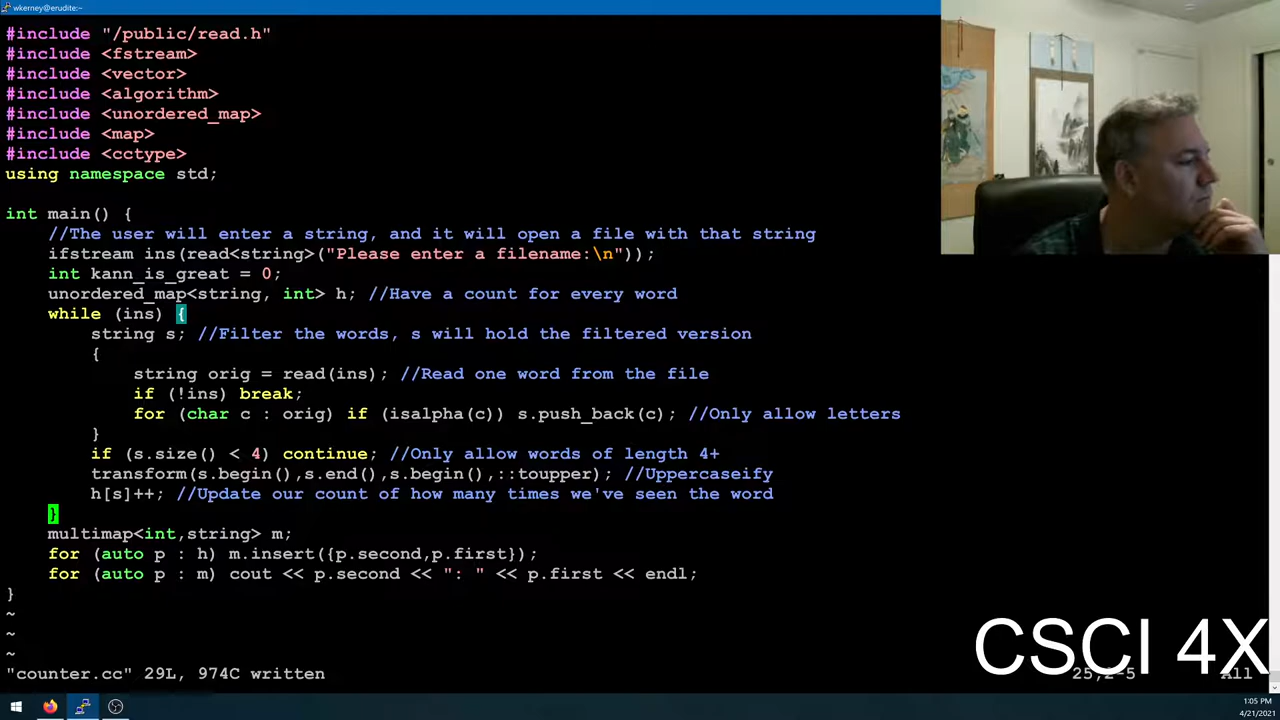 wkerney@erudite:~
#include "/public/read.h"
#include <fstream>
#include <vector>
#include <algorithm>
#include <unordered_map>
#include <map>
#include <cctype>
using namespace std;
int main() {
//The user will enter a string, and it will open a file with that string
ifstream ins(read<string>("Please enter a filename:\n"));
int kann_is_great = 0;
unordered_map<string, int> h; //Have a count for every word
while (ins) {
string s; //Filter the words, s will hold the filtered version
{
string orig = read(ins); //Read one word from the file
if (!ins) break;
for (char c : orig) if (isalpha(c)) s.push_back(c); //Only allow letters
}
if (s.size() < 4) continue; //Only allow words of length 4+
transform(s.begin(),s.end(),s.begin(),::toupper); //Uppercaseify
h[s]++; //Update our count of how many times we've seen the word
}
multimap<int,string> m;
for (auto p : h) m.insert({p.second,p.first});
for (auto p : m) cout << p.second << ": " << p.first << endl;
}
~
~
~
CSCI 4X
"counter.cc" 29L, 974C written
25,2-5
All
1:05 PM
4/21/2021